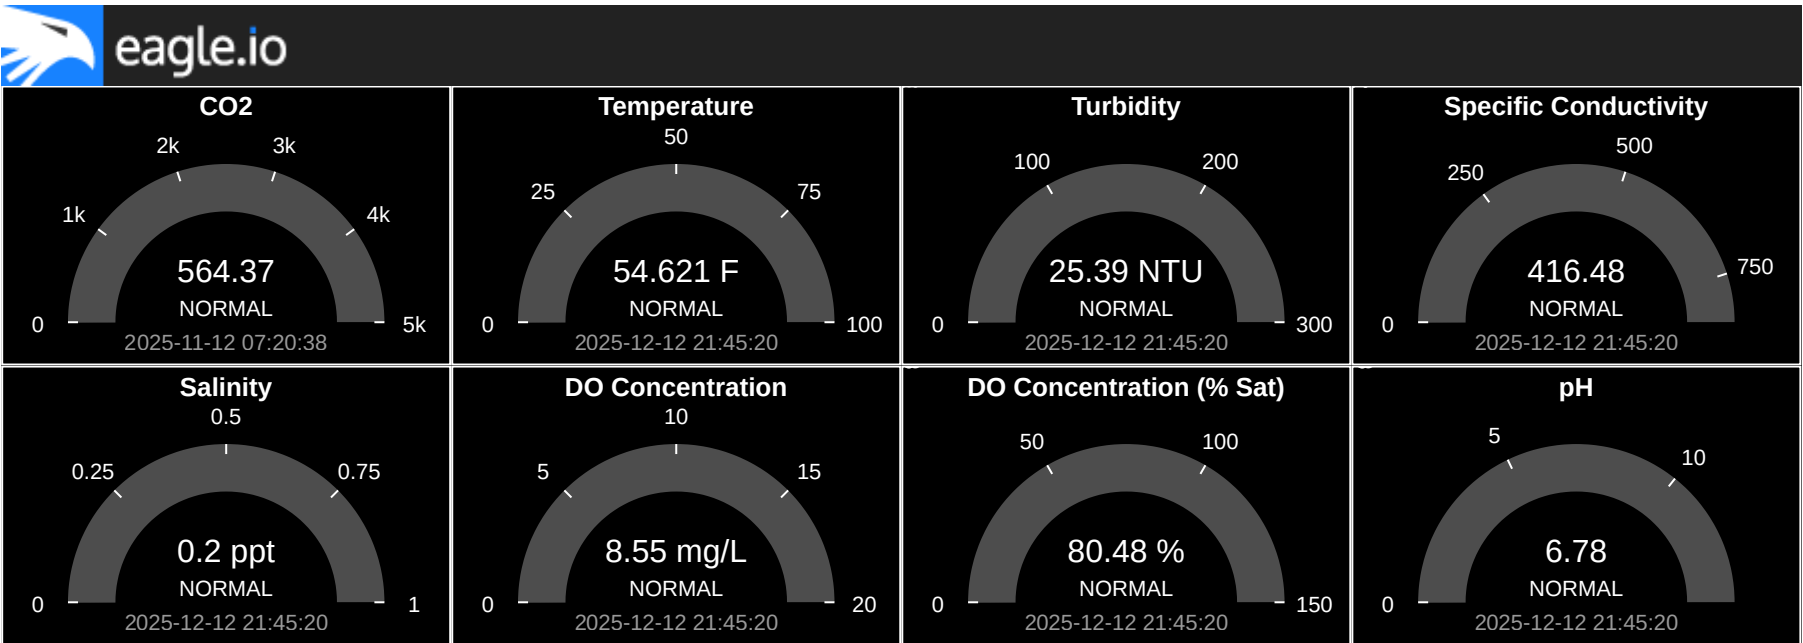 eagle.io
CO2
2k
3k
1k
4k
564.37
NORMAL
0
5k
2025-11-12 07:20:38
Temperature
50
25
75
54.621 F
NORMAL
0
100
2025-12-12 21:45:20
Turbidity
100
200
25.39 NTU
NORMAL
0
300
2025-12-12 21:45:20
Specific Conductivity
500
250
750
416.48
NORMAL
0
2025-12-12 21:45:20
Salinity
0.5
0.25
0.75
0.2 ppt
NORMAL
0
1
2025-12-12 21:45:20
DO Concentration
10
5
15
8.55 mg/L
NORMAL
0
20
2025-12-12 21:45:20
DO Concentration (% Sat)
50
100
80.48 %
NORMAL
0
150
2025-12-12 21:45:20
pH
5
10
6.78
NORMAL
0
2025-12-12 21:45:20